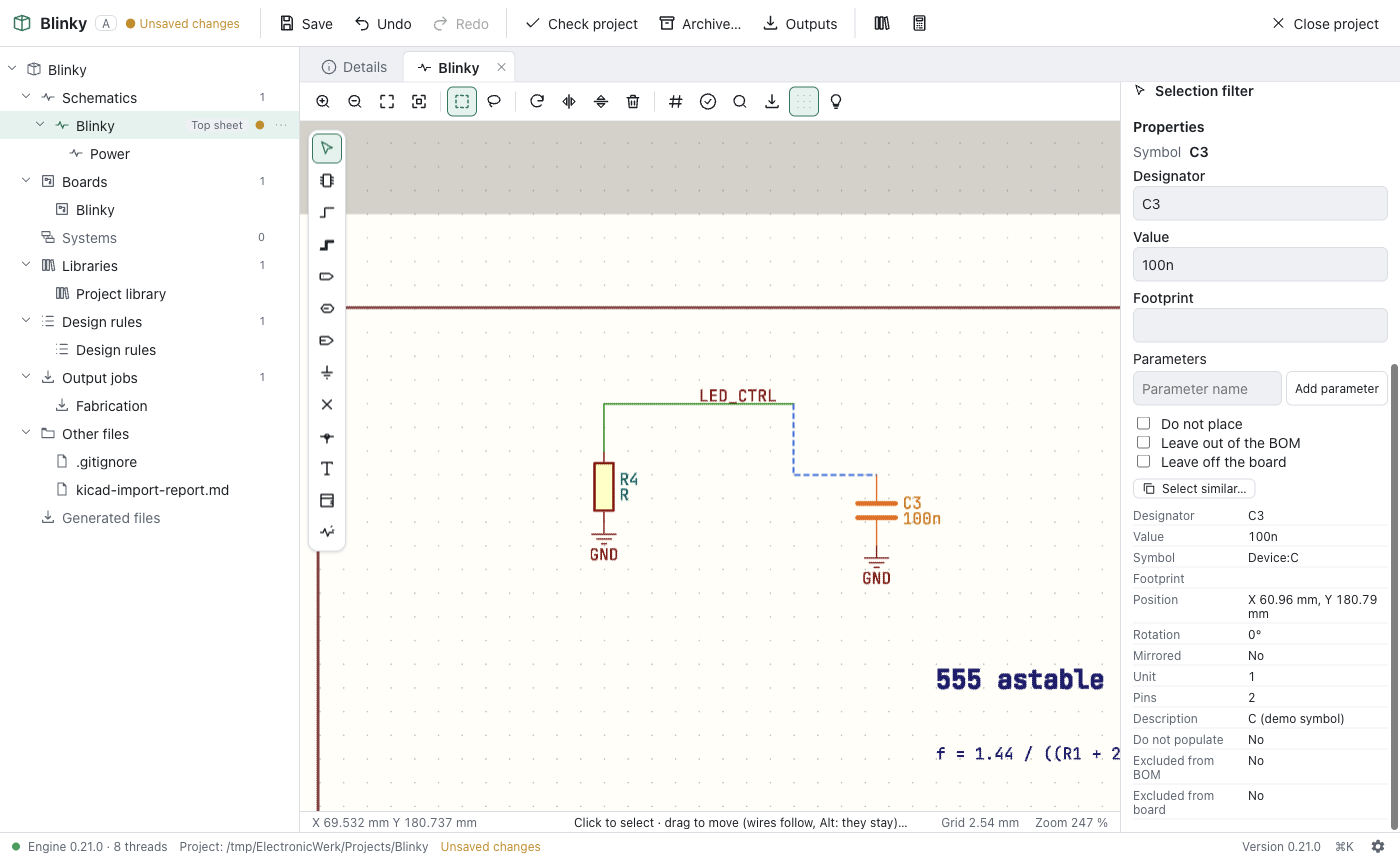 Blinky A Unsaved changes Save Undo Redo Check project Archive... Outputs Close project
Blinky
Schematics 1
Blinky Top sheet ...
Power
Boards 1
Blinky
Systems 0
Libraries 1
Project library
Design rules 1
Design rules
Output jobs 1
Fabrication
Other files
.gitignore
kicad-import-report.md
Generated files
Details Blinky
LED_CTRL
R4
R
GND
C3
100n
GND
555 astable
f = 1.44 / ((R1 + 2
X 69.532 mm Y 180.737 mm Click to select · drag to move (wires follow, Alt: they stay)... Grid 2.54 mm Zoom 247 %
Selection filter
Properties
Symbol C3
Designator
C3
Value
100n
Footprint
Parameters
Parameter name Add parameter
Do not place
Leave out of the BOM
Leave off the board
Select similar...
Designator C3
Value 100n
Symbol Device:C
Footprint
Position X 60.96 mm, Y 180.79
mm
Rotation 0°
Mirrored No
Unit 1
Pins 2
Description C (demo symbol)
Do not populate No
Excluded from No
BOM
Excluded from No
board
Engine 0.21.0 · 8 threads Project: /tmp/ElectronicWerk/Projects/Blinky Unsaved changes Version 0.21.0 ⌘K